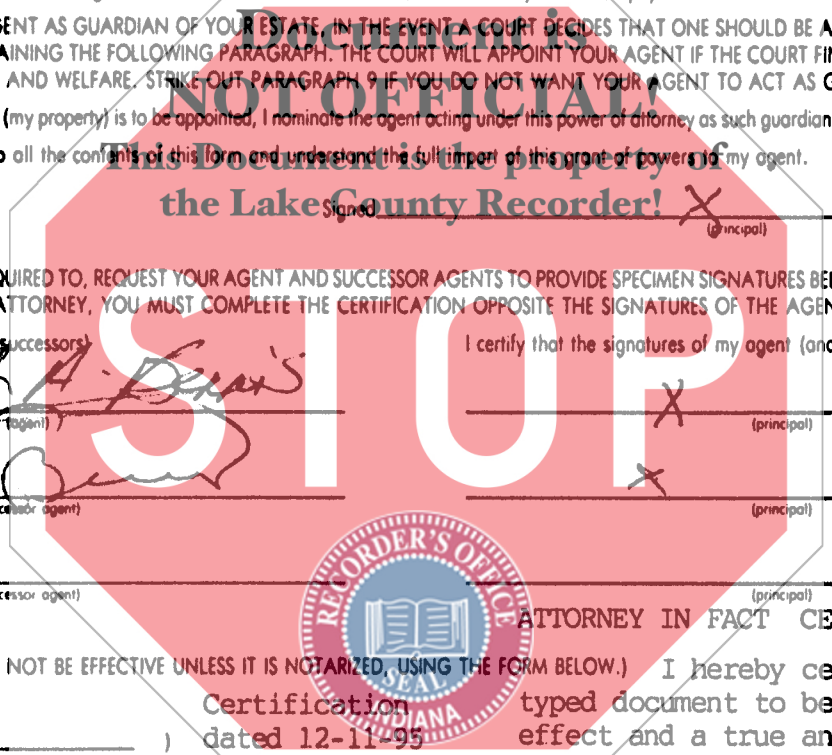 ENT AS GUARDIAN OF YOUR ESTATE, IN THE EVENT A COURT DECIDES THAT ONE SHOULD BE A
Document is
AINING THE FOLLOWING PARAGRAPH. THE COURT WILL APPOINT YOUR AGENT IF THE COURT FI
AND WELFARE. STRIKE OUT PARAGRAPH 9 IF YOU DO NOT WANT YOUR AGENT TO ACT AS G
NOT OFFICIAL!
(my property) is to be appointed, I nominate the agent acting under this power of attorney as such guardian
all the contents of this form and understand the full import of this grant of powers to my agent.
This Document is the property of
the Lake County Recorder!
Signed X
(principal)
QUIRED TO, REQUEST YOUR AGENT AND SUCCESSOR AGENTS TO PROVIDE SPECIMEN SIGNATURES BE
ATTORNEY, YOU MUST COMPLETE THE CERTIFICATION OPPOSITE THE SIGNATURES OF THE AGEN
STOP
successors) I certify that the signatures of my agent (and
X
(agent) (principal)
X
cessor agent) (principal)
cessor agent) (principal)
RECORDER'S OFFICE
SEAL
INDIANA
ATTORNEY IN FACT CE
NOT BE EFFECTIVE UNLESS IT IS NOTARIZED, USING THE FORM BELOW.) I hereby ce
Certification typed document to be
) dated 12-11-95 effect and a true an